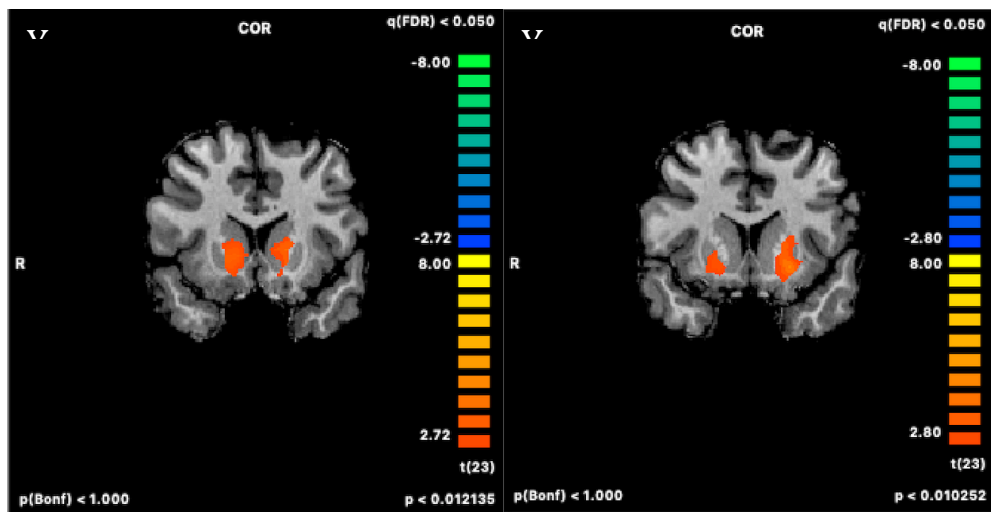 q(FDR) < 0.050
COR
-8.00
-2.72
8.00
R
2.72
t(23)
p(Bonf) < 1.000
p < 0.012135
q(FDR) < 0.050
COR
-8.00
-2.80
8.00
R
2.80
t(23)
p(Bonf) < 1.000
p < 0.010252